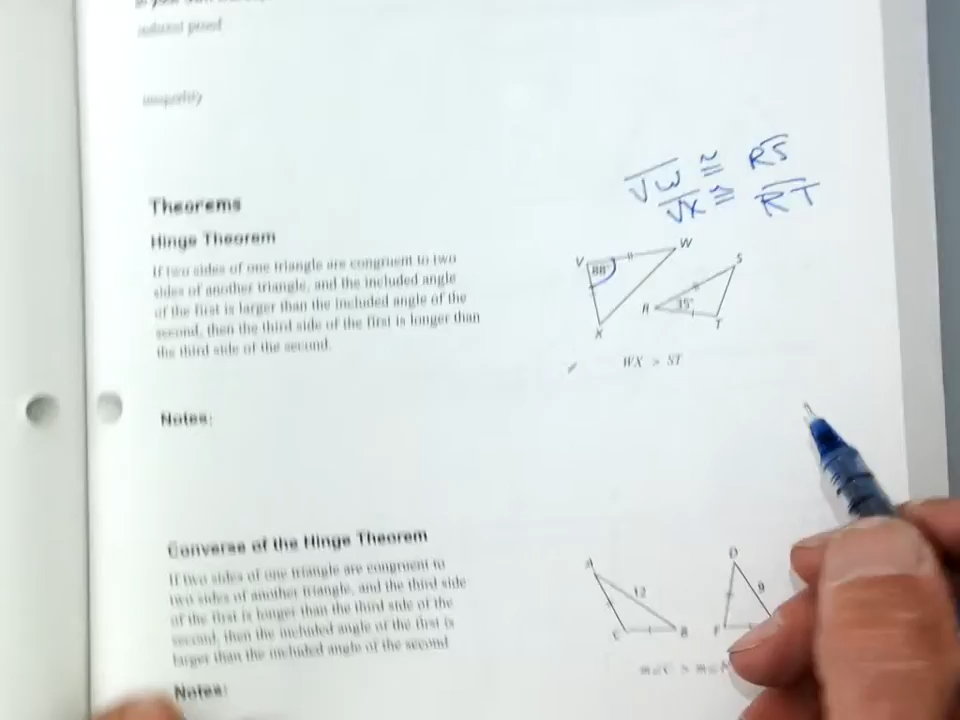 indirect proof
inequality
VW ≅ RS
VX ≅ RT
Theorems
Hinge Theorem
If two sides of one triangle are congruent to two
sides of another triangle, and the included angle
of the first is larger than the included angle of the
second, then the third side of the first is longer than
the third side of the second.
V W
88°
X
S
R 35°
T
WX > ST
Notes:
Converse of the Hinge Theorem
If two sides of one triangle are congruent to
two sides of another triangle, and the third side
of the first is longer than the third side of the
second, then the included angle of the first is
larger than the included angle of the second
A
12
C B
D
9
F
m∠C > m∠
Notes: